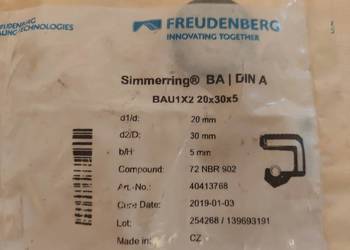 FREUDENBERG
INNOVATING TOGETHER
Simmerring® BA | DIN A
BAU1X2 20x30x5
d1/d: 20 mm
d2/D: 30 mm
b/H: 5 mm
Compound: 72 NBR 902
Art.-No.: 40413768
Cure Date: 2019-01-03
Lot: 254268 / 139693191
Made in: CZ